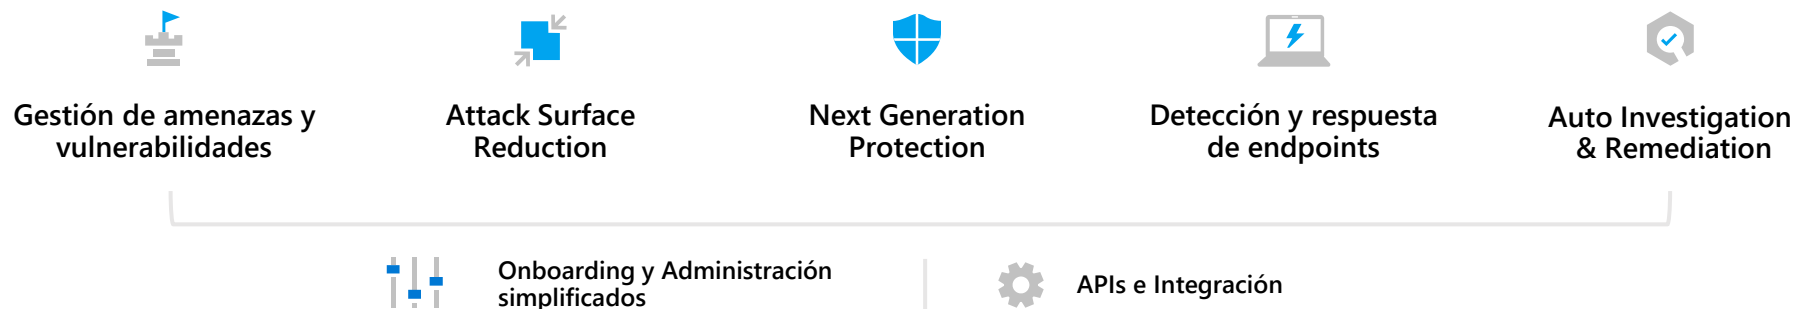 Gestión de amenazas y
vulnerabilidades
Attack Surface
Reduction
Next Generation
Protection
Detección y respuesta
de endpoints
Auto Investigation
& Remediation
Onboarding y Administración
simplificados
APIs e Integración